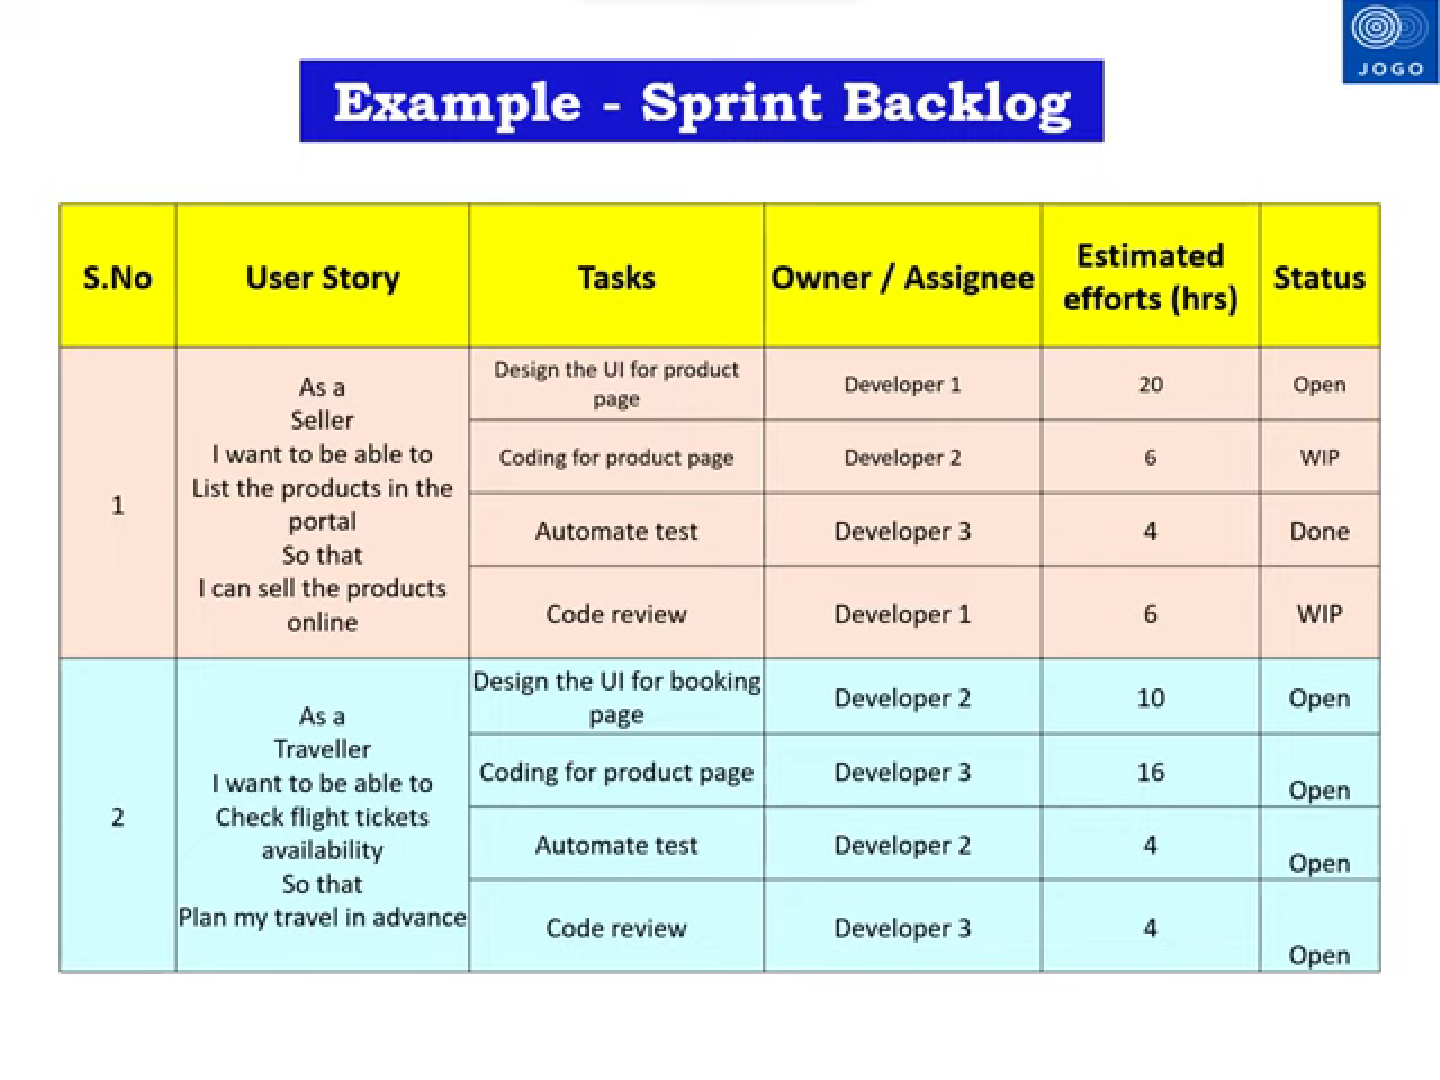 JOGO
Example - Sprint Backlog
S.No
User Story
Tasks
Owner / Assignee
Estimated
efforts (hrs)
Status
1
As a
Seller
I want to be able to
List the products in the
portal
So that
I can sell the products
online
Design the UI for product
page
Developer 1
20
Open
Coding for product page
Developer 2
6
WIP
Automate test
Developer 3
4
Done
Code review
Developer 1
6
WIP
2
As a
Traveller
I want to be able to
Check flight tickets
availability
So that
Plan my travel in advance
Design the UI for booking
page
Developer 2
10
Open
Coding for product page
Developer 3
16
Open
Automate test
Developer 2
4
Open
Code review
Developer 3
4
Open